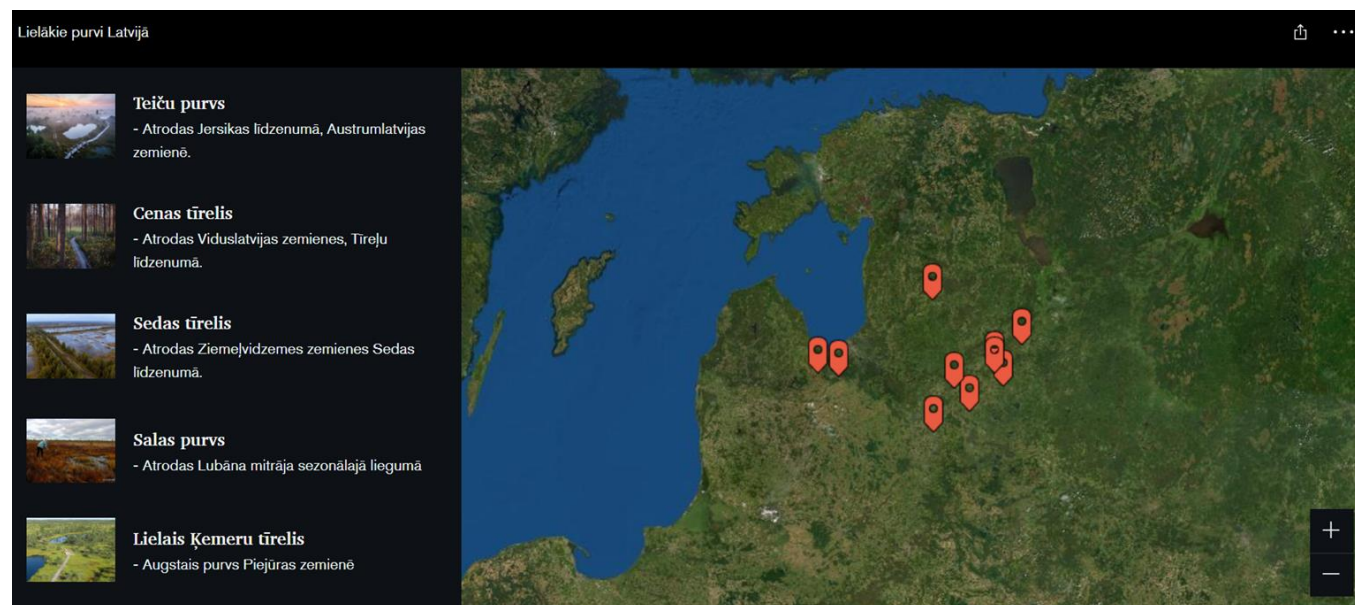 Lielākie purvi Latvijā
Teiču purvs
- Atrodas Jersikas līdzenumā, Austrumlatvijas
zemienē.
Cenas tīrelis
- Atrodas Viduslatvijas zemienes, Tīreļu
līdzenumā.
Sedas tīrelis
- Atrodas Ziemeļvidzemes zemienes Sedas
līdzenumā.
Salas purvs
- Atrodas Lubāna mitrāja sezonālajā liegumā
Lielais Ķemeru tīrelis
- Augstais purvs Piejūras zemienē